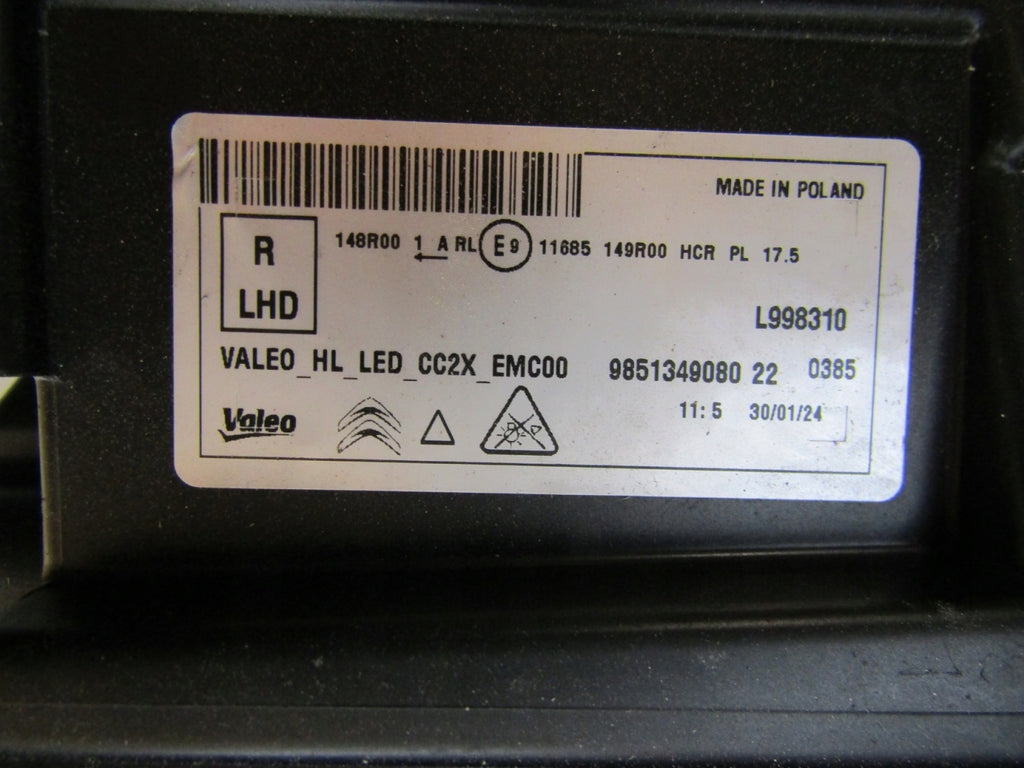 MADE IN POLAND
R
LHD
148R00 1 A RL E9 11685 149R00 HCR PL 17.5
L998310
VALEO_HL_LED_CC2X_EMC00 9851349080 22 0385
11:5 30/01/24
Valeo